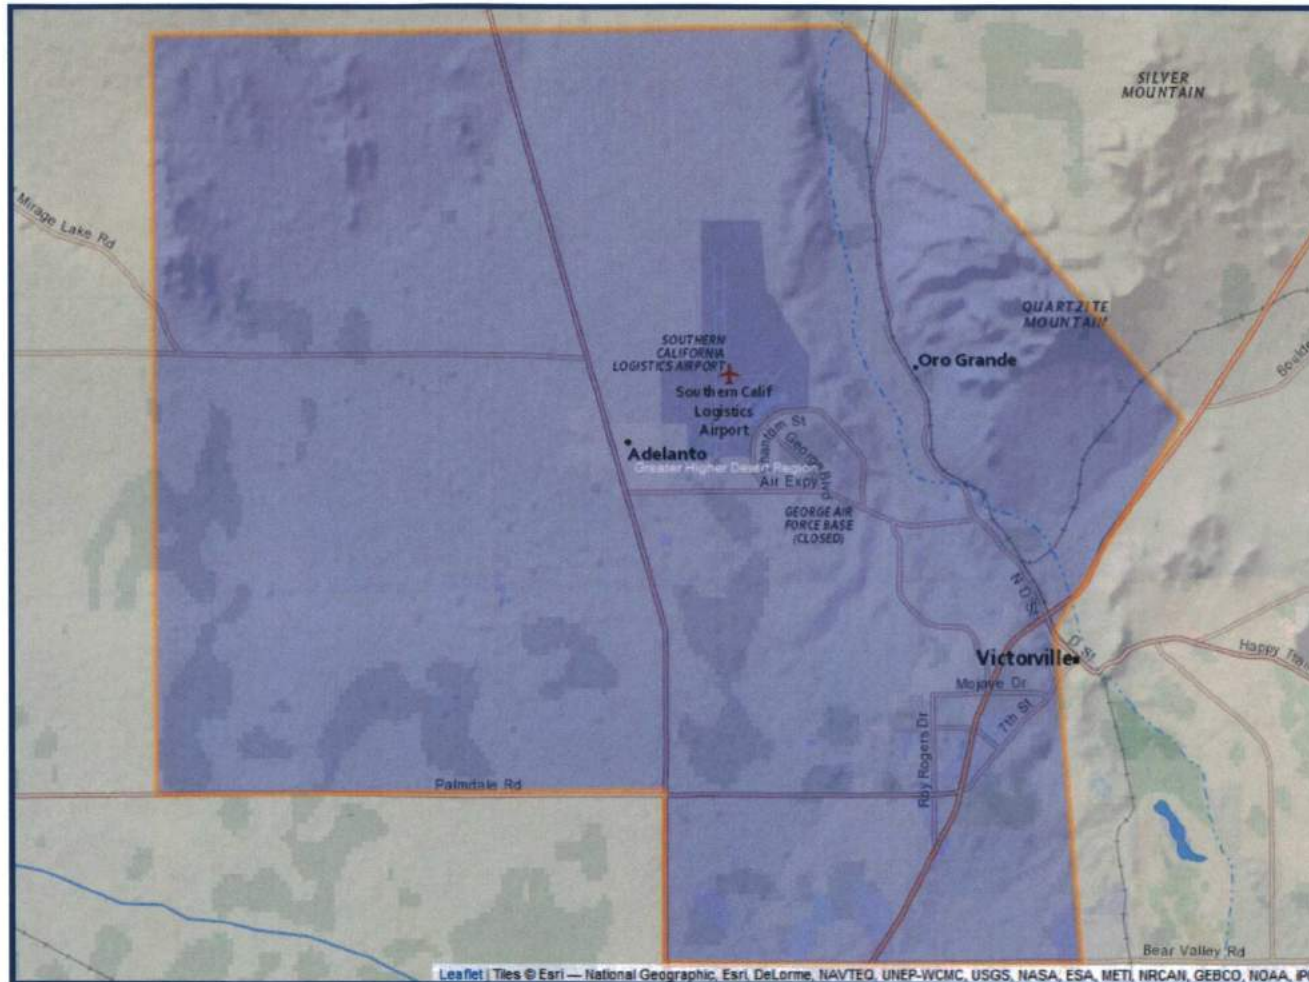 SILVER
MOUNTAIN
Mirage Lake Rd
QUARTZITE
MOUNTAIN
SOUTHERN
CALIFORNIA
LOGISTICS AIRPORT
Oro Grande
Southern Calif
Logistics
Airport
Phantom St
George Blvd
Adelanto
Greater Higher Desert Region
Air Expy
GEORGE AIR
FORCE BASE
(CLOSED)
N D St
D St
Victorville
Mojave Dr
7th St
Roy Rogers Dr
Palmdale Rd
Bear Valley Rd
Leaflet | Tiles © Esri — National Geographic, Esri, DeLorme, NAVTEQ, UNEP-WCMC, USGS, NASA, ESA, METI, NRCAN, GEBCO, NOAA,